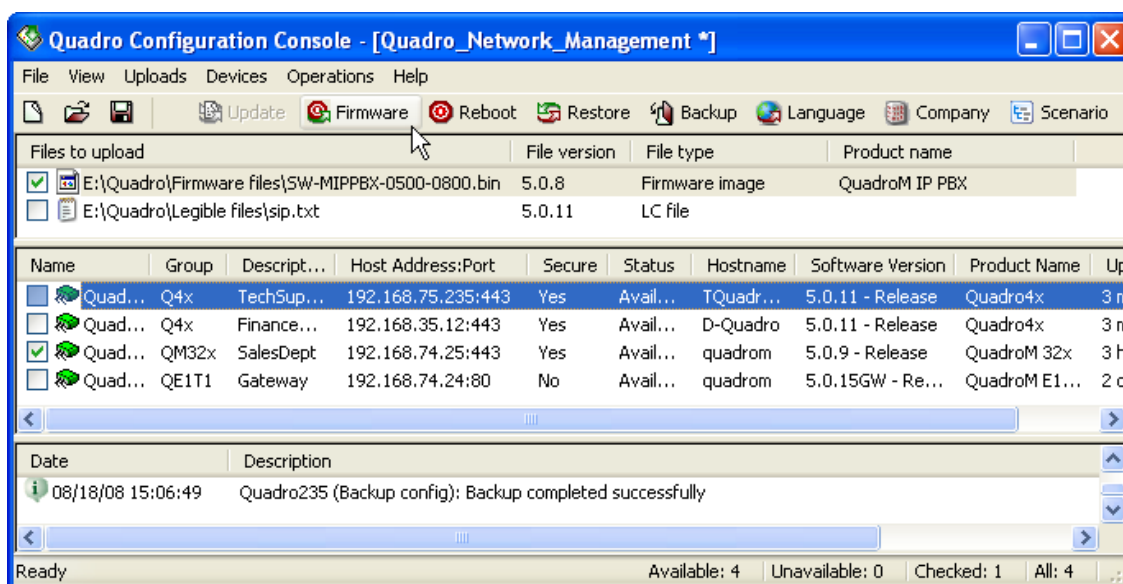 Quadro Configuration Console - [Quadro_Network_Management *]
File View Uploads Devices Operations Help
Update Firmware Reboot Restore Backup Language Company Scenario
Files to upload File version File type Product name
E:\Quadro\Firmware files\SW-MIPPBX-0500-0800.bin 5.0.8 Firmware image QuadroM IP PBX
E:\Quadro\Legible files\sip.txt 5.0.11 LC file
Name Group Descript... Host Address:Port Secure Status Hostname Software Version Product Name Up
Quad... Q4x TechSup... 192.168.75.235:443 Yes Avail... TQuadr... 5.0.11 - Release Quadro4x 3
Quad... Q4x Finance... 192.168.35.12:443 Yes Avail... D-Quadro 5.0.11 - Release Quadro4x 3
Quad... QM32x SalesDept 192.168.74.25:443 Yes Avail... quadrom 5.0.9 - Release QuadroM 32x 3
Quad... QE1T1 Gateway 192.168.74.24:80 No Avail... quadrom 5.0.15GW - Re... QuadroM E1... 2
Date Description
08/18/08 15:06:49 Quadro235 (Backup config): Backup completed successfully
Ready Available: 4 Unavailable: 0 Checked: 1 All: 4